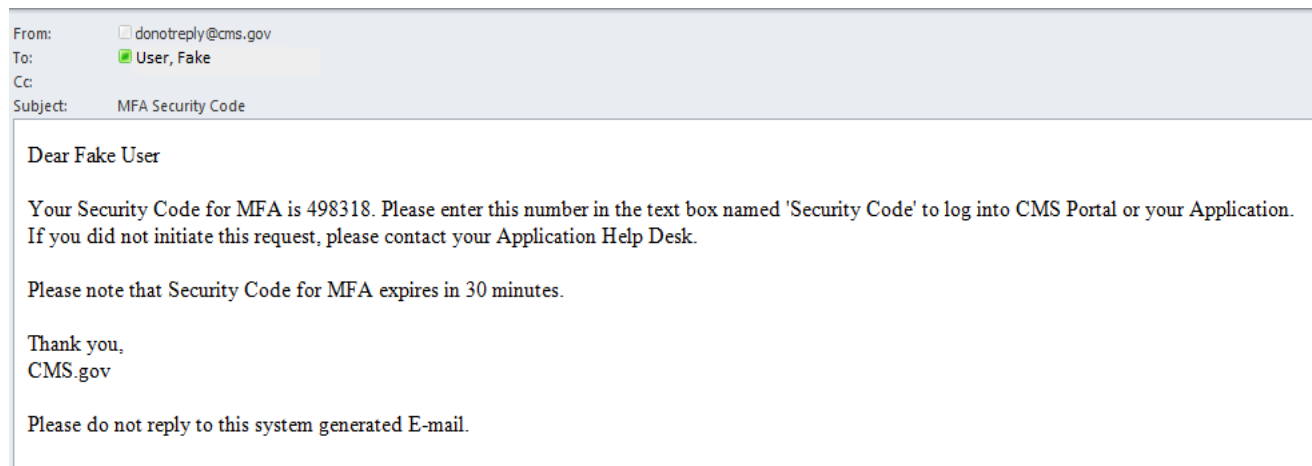 From: donotreply@cms.gov
To: User, Fake
Cc:
Subject: MFA Security Code
Dear Fake User
Your Security Code for MFA is 498318. Please enter this number in the text box named 'Security Code' to log into CMS Portal or your Application.
If you did not initiate this request, please contact your Application Help Desk.
Please note that Security Code for MFA expires in 30 minutes.
Thank you,
CMS.gov
Please do not reply to this system generated E-mail.